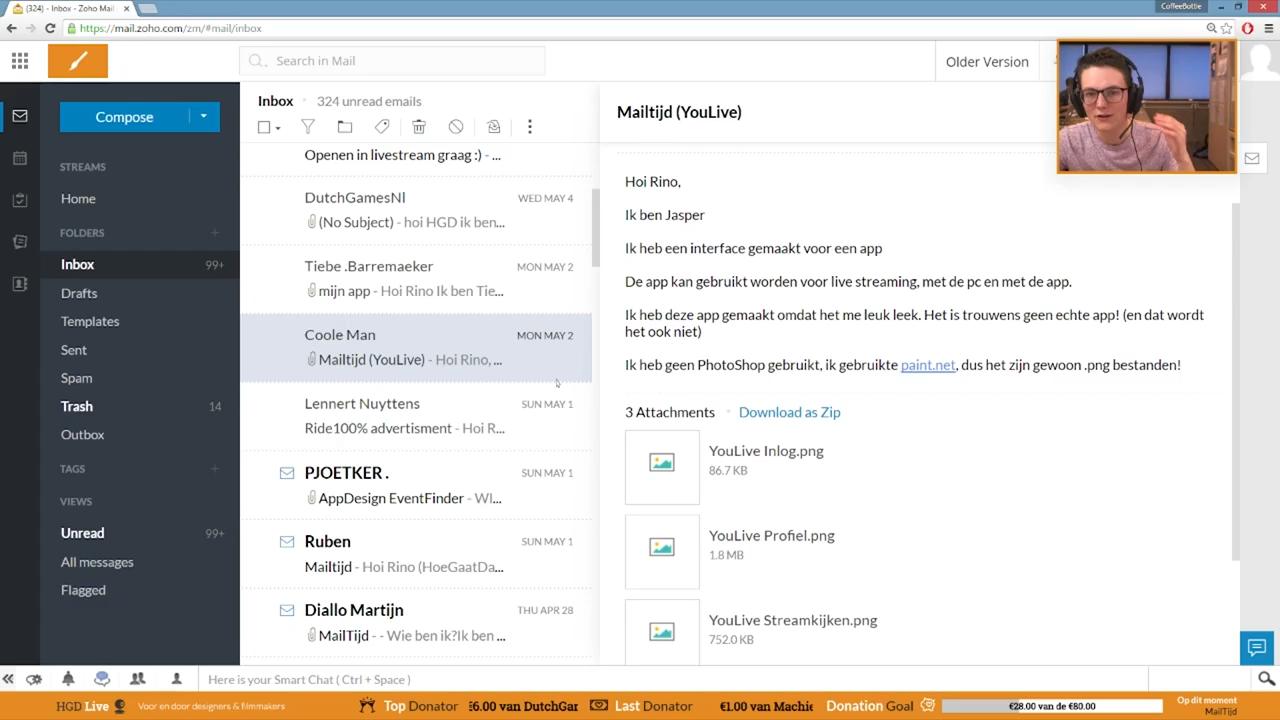 (324) - Inbox - Zoho Mail
CoffeeBottle
https://mail.zoho.com/zm/#mail/inbox
Search in Mail
Older Version
Compose
STREAMS
Home
FOLDERS
Inbox 99+
Drafts
Templates
Sent
Spam
Trash 14
Outbox
TAGS
VIEWS
Unread 99+
All messages
Flagged
Inbox 324 unread emails
Openen in livestream graag :) - ...
DutchGamesNl WED MAY 4
(No Subject) - hoi HGD ik ben...
Tiebe .Barremaeker MON MAY 2
mijn app - Hoi Rino Ik ben Tie...
Coole Man MON MAY 2
Mailtijd (YouLive) - Hoi Rino, ...
Lennert Nuyttens SUN MAY 1
Ride100% advertisment - Hoi R...
PJOETKER . SUN MAY 1
AppDesign EventFinder - WI...
Ruben SUN MAY 1
Mailtijd - Hoi Rino (HoeGaatDa...
Diallo Martijn THU APR 28
MailTijd - - Wie ben ik?Ik ben ...
Mailtijd (YouLive)
Hoi Rino,
Ik ben Jasper
Ik heb een interface gemaakt voor een app
De app kan gebruikt worden voor live streaming, met de pc en met de app.
Ik heb deze app gemaakt omdat het me leuk leek. Het is trouwens geen echte app! (en dat wordt
het ook niet)
Ik heb geen PhotoShop gebruikt, ik gebruikte paint.net, dus het zijn gewoon .png bestanden!
3 Attachments Download as Zip
YouLive Inlog.png
86.7 KB
YouLive Profiel.png
1.8 MB
YouLive Streamkijken.png
752.0 KB
Here is your Smart Chat ( Ctrl + Space )
HGD Live
Voor en door designers & filmmakers
Top Donator
€6.00 van DutchGar
Last Donator
€1.00 van Machie
Donation Goal
€28.00 van de €80.00
Op dit moment
MailTijd